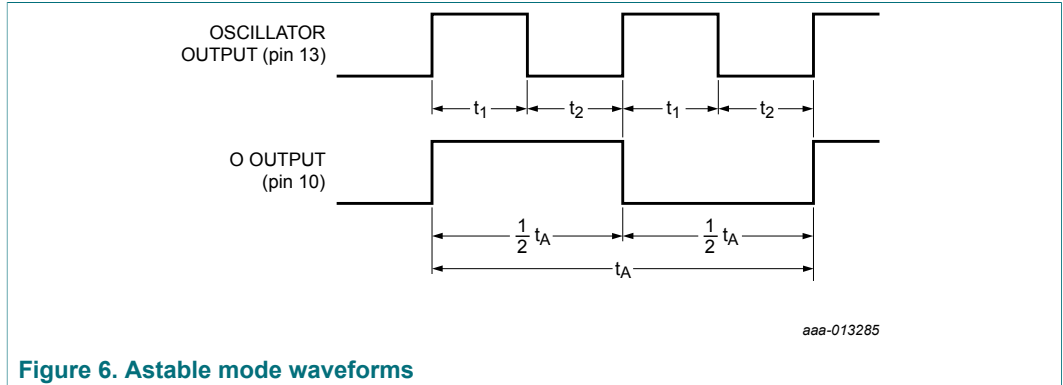 OSCILLATOR
OUTPUT (pin 13)
t1 t2 t1 t2
O OUTPUT
(pin 10)
1/2 tA 1/2 tA
tA
aaa-013285
Figure 6. Astable mode waveforms